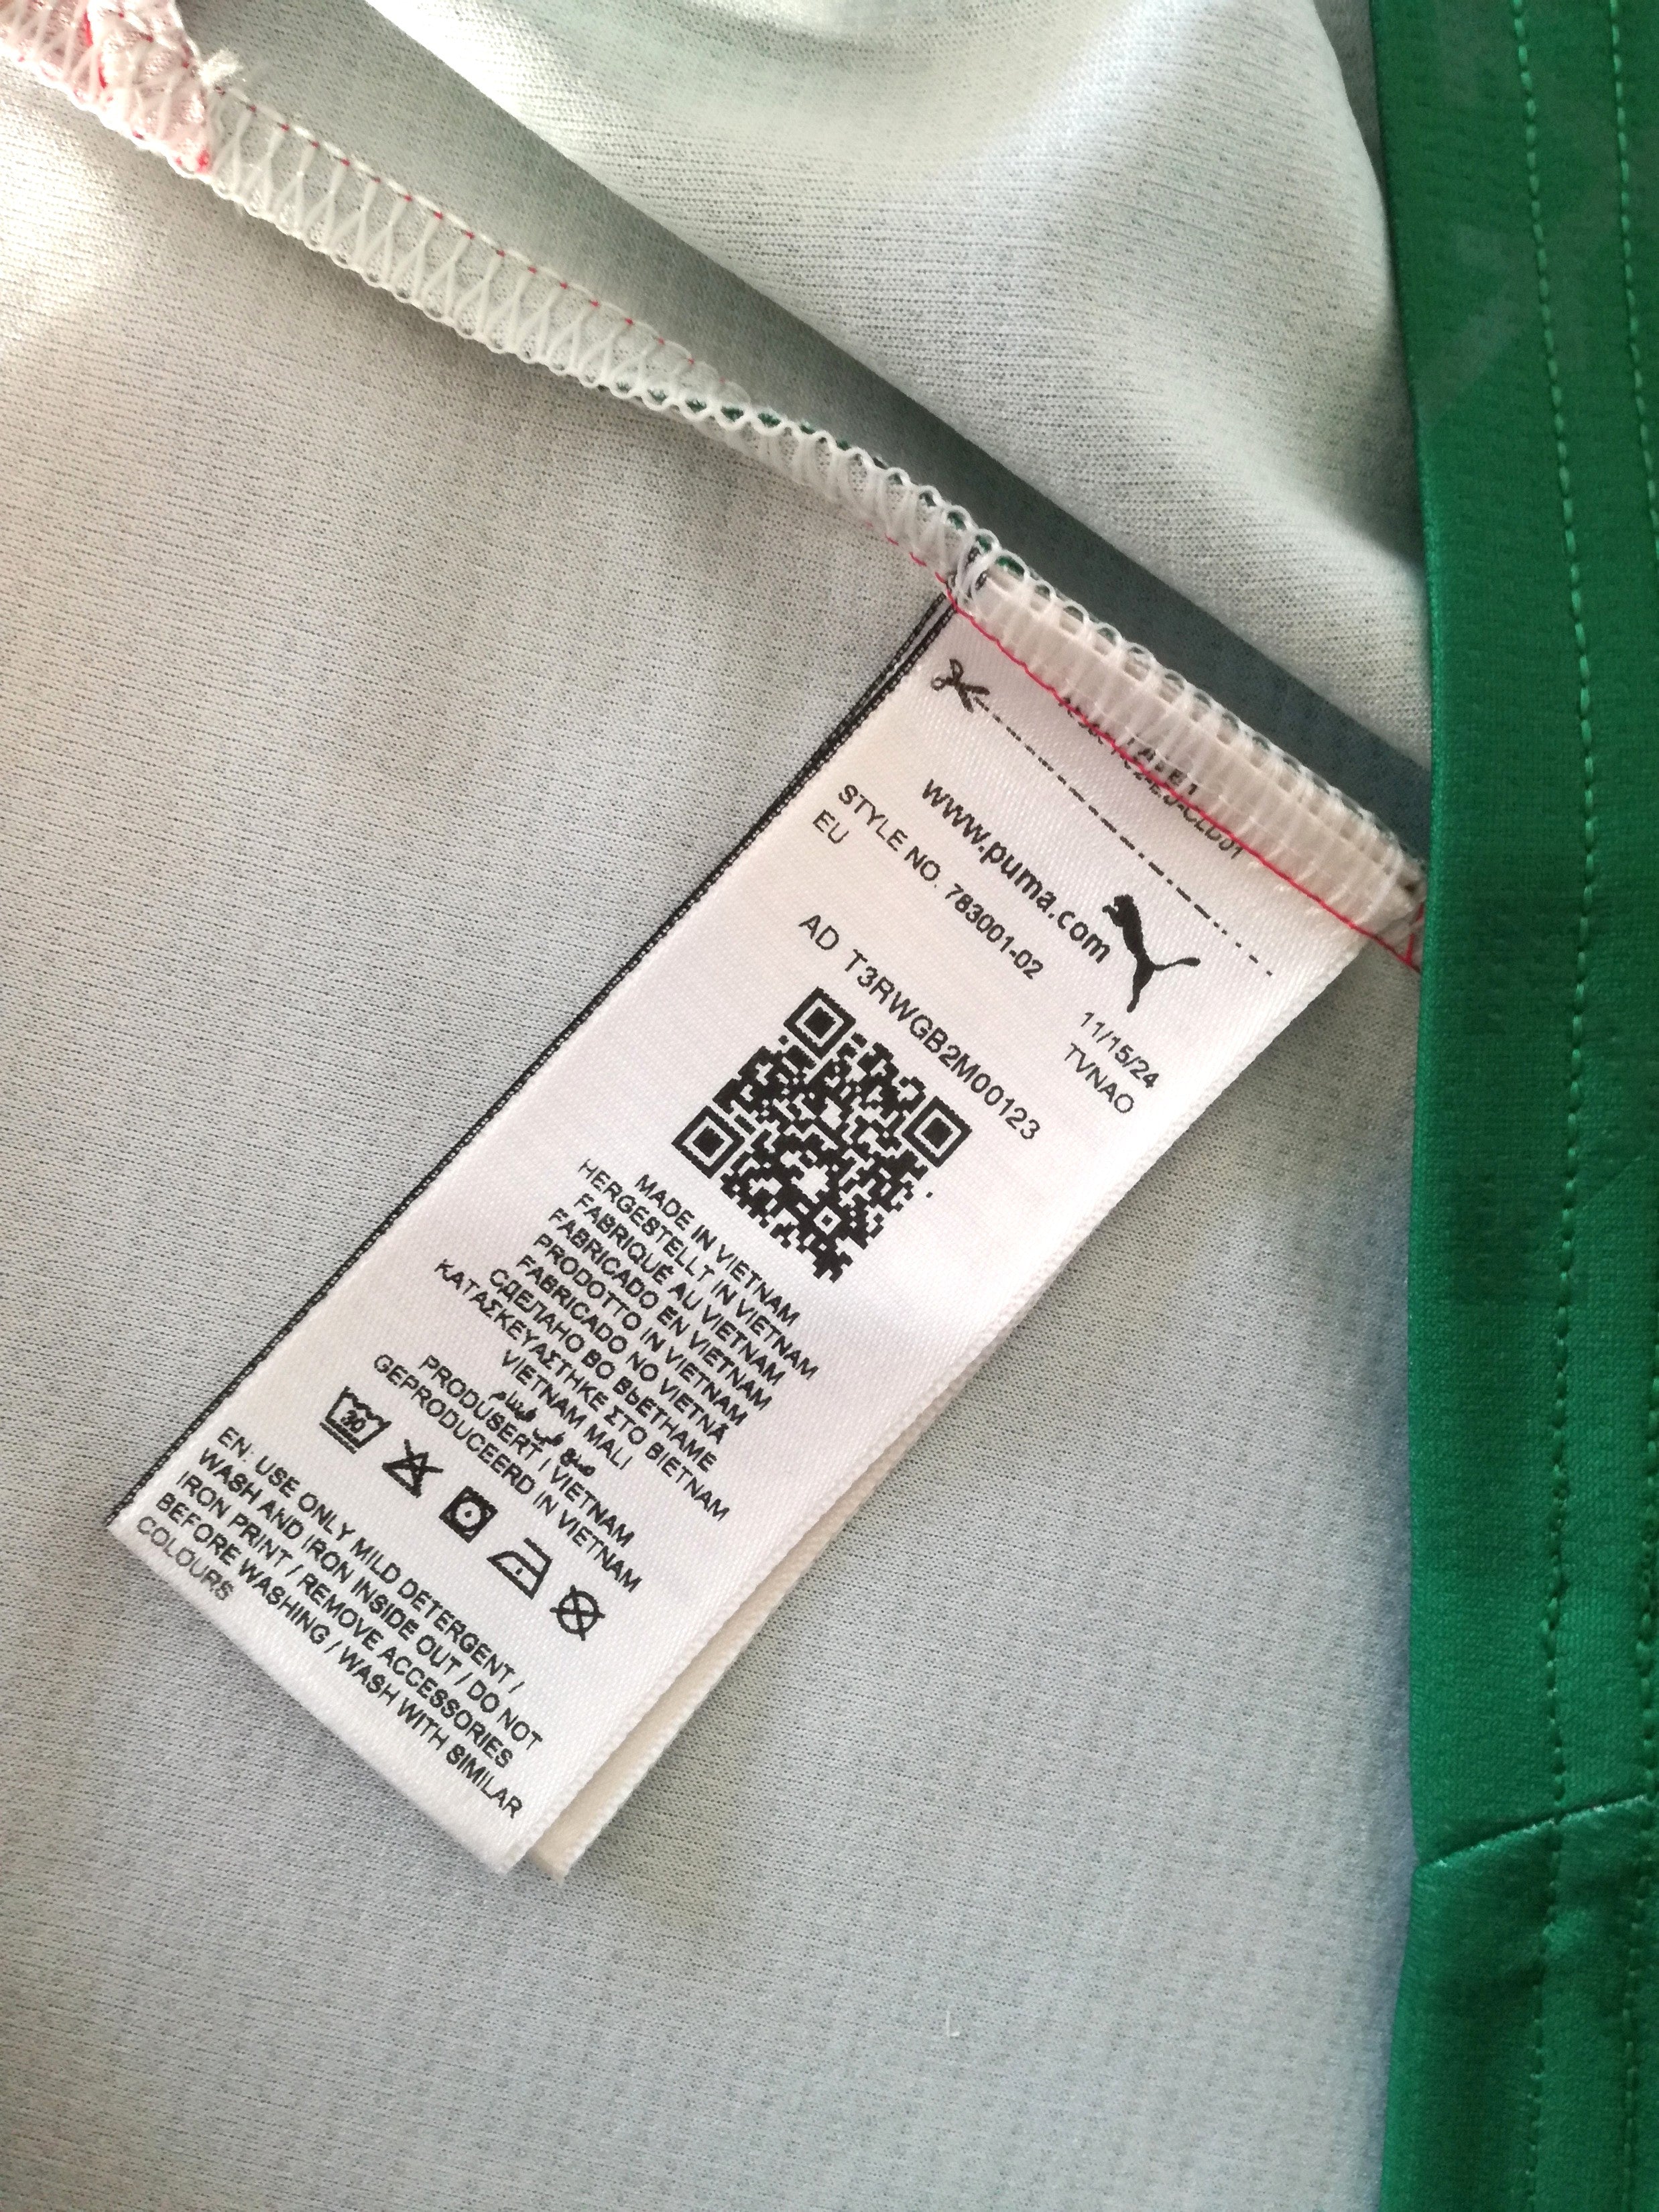 www.puma.com
STYLE NO. 783001-02
EU
11/15/24
TVNAO
AD T3RWGB2M00123
MADE IN VIETNAM
HERGESTELLT IN VIETNAM
FABRIQUÉ AU VIETNAM
FABRICADO EN VIETNAM
PRODOTTO IN VIETNAM
FABRICADO NO VIETNÃ
СДЕЛАНО ВО ВЬЕТНАМЕ
ΚΑΤΑΣΚΕΥΑΣΤΗΚΕ ΣΤΟ ΒΙΕΤΝΑΜ
VIETNAM MALI
صنع في فيتنام
PRODUSERT I VIETNAM
GEPRODUCEERD IN VIETNAM
30
EN: USE ONLY MILD DETERGENT /
WASH AND IRON INSIDE OUT / DO NOT
IRON PRINT / REMOVE ACCESSORIES
BEFORE WASHING / WASH WITH SIMILAR
COLOURS